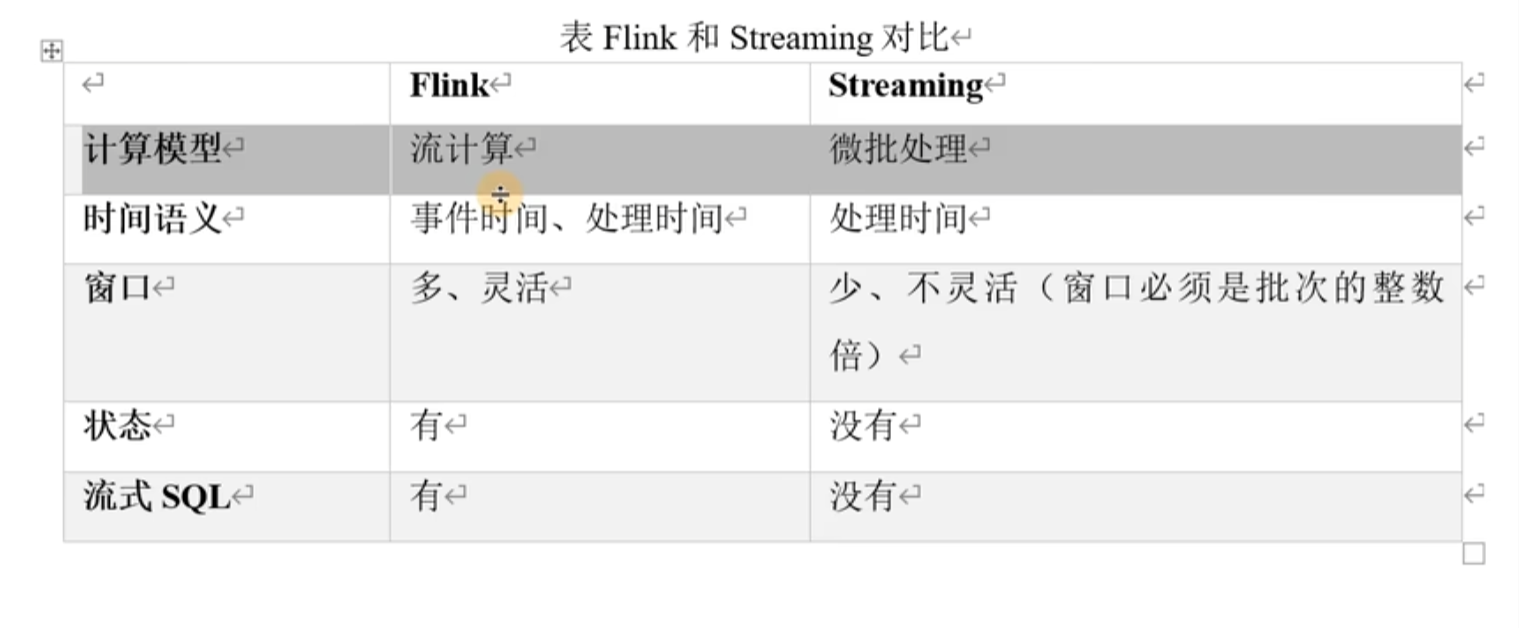 表 Flink 和 Streaming 对比
Flink Streaming
计算模型 流计算 微批处理
时间语义 事件时间、处理时间 处理时间
窗口 多、灵活 少、不灵活（窗口必须是批次的整数
倍）
状态 有 没有
流式 SQL 有 没有